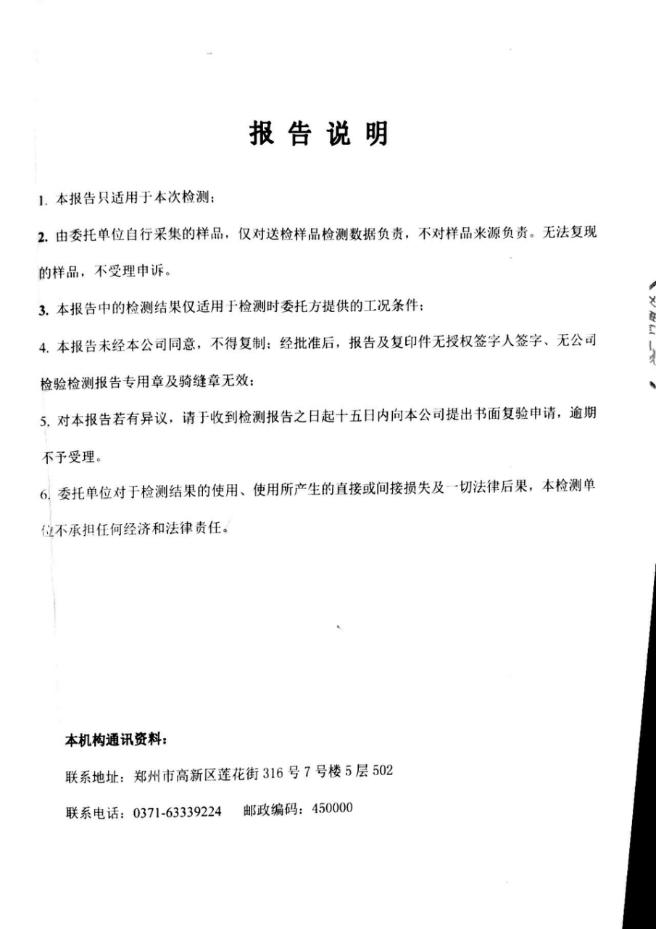 报告说明
1. 本报告只适用于本次检测；
2. 由委托单位自行采集的样品，仅对送检样品检测数据负责，不对样品来源负责。无法复现
的样品，不受理申诉。
3. 本报告中的检测结果仅适用于检测时委托方提供的工况条件；
4. 本报告未经本公司同意，不得复制；经批准后，报告及复印件无授权签字人签字、无公司
检验检测报告专用章及骑缝章无效；
5. 对本报告若有异议，请于收到检测报告之日起十五日内向本公司提出书面复验申请，逾期
不予受理。
6. 委托单位对于检测结果的使用、使用所产生的直接或间接损失及一切法律后果，本检测单
位不承担任何经济和法律责任。
本机构通讯资料：
联系地址：郑州市高新区莲花街 316 号 7 号楼 5 层 502
联系电话：0371-63339224 邮政编码：450000